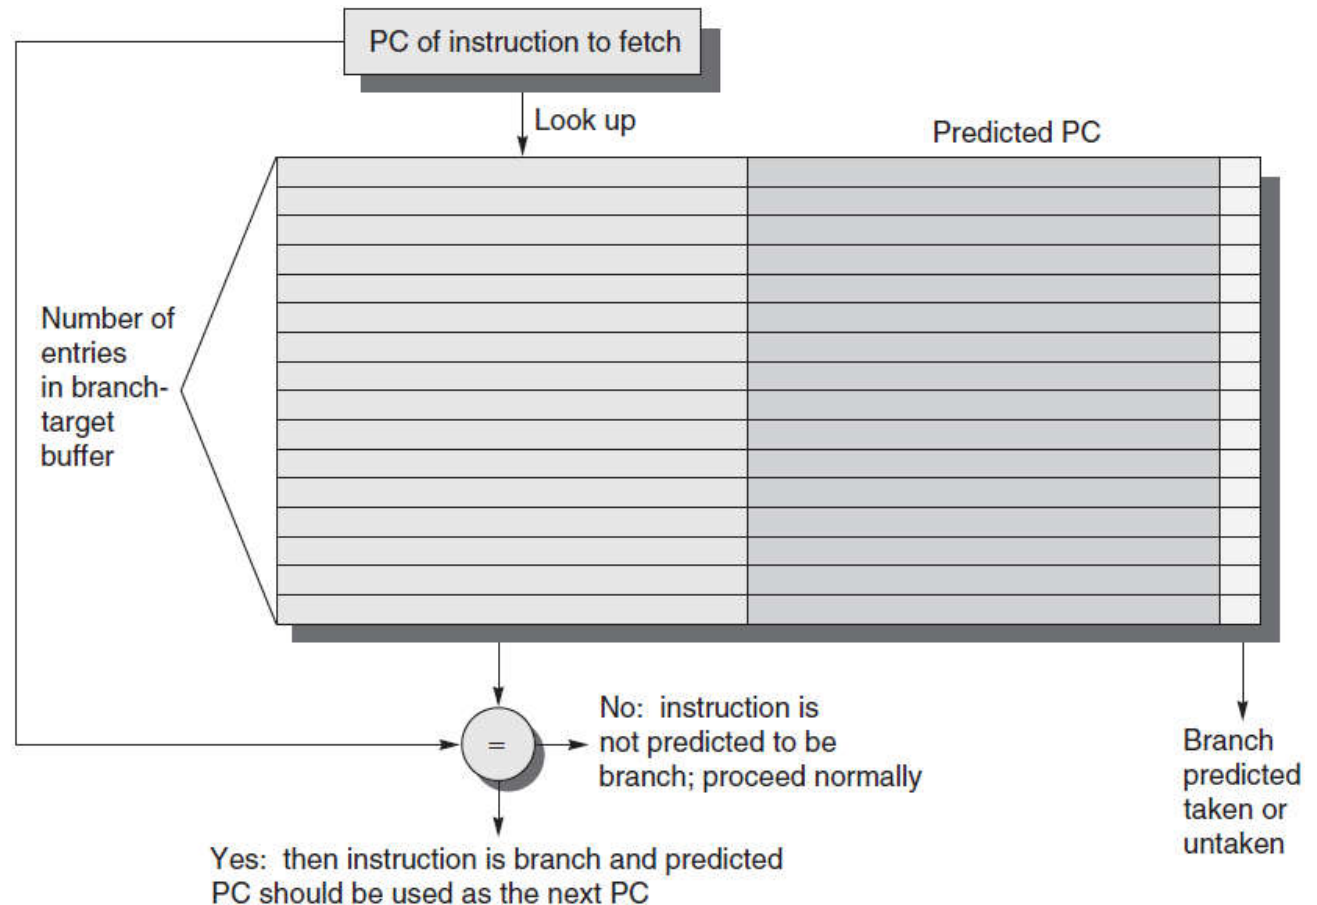 PC of instruction to fetch
Look up
Predicted PC
Number of
entries
in branch-
target
buffer
=
No: instruction is
not predicted to be
branch; proceed normally
Branch
predicted
taken or
untaken
Yes: then instruction is branch and predicted
PC should be used as the next PC